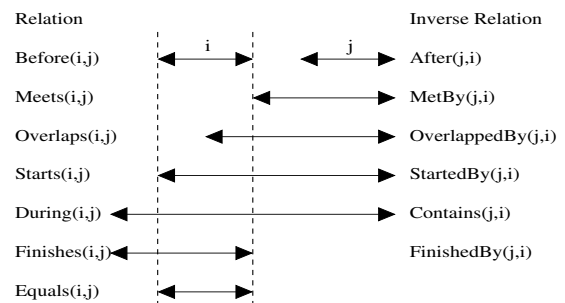 Relation Inverse Relation
Before(i,j) i j After(j,i)
Meets(i,j) MetBy(j,i)
Overlaps(i,j) OverlappedBy(j,i)
Starts(i,j) StartedBy(j,i)
During(i,j) Contains(j,i)
Finishes(i,j) FinishedBy(j,i)
Equals(i,j)